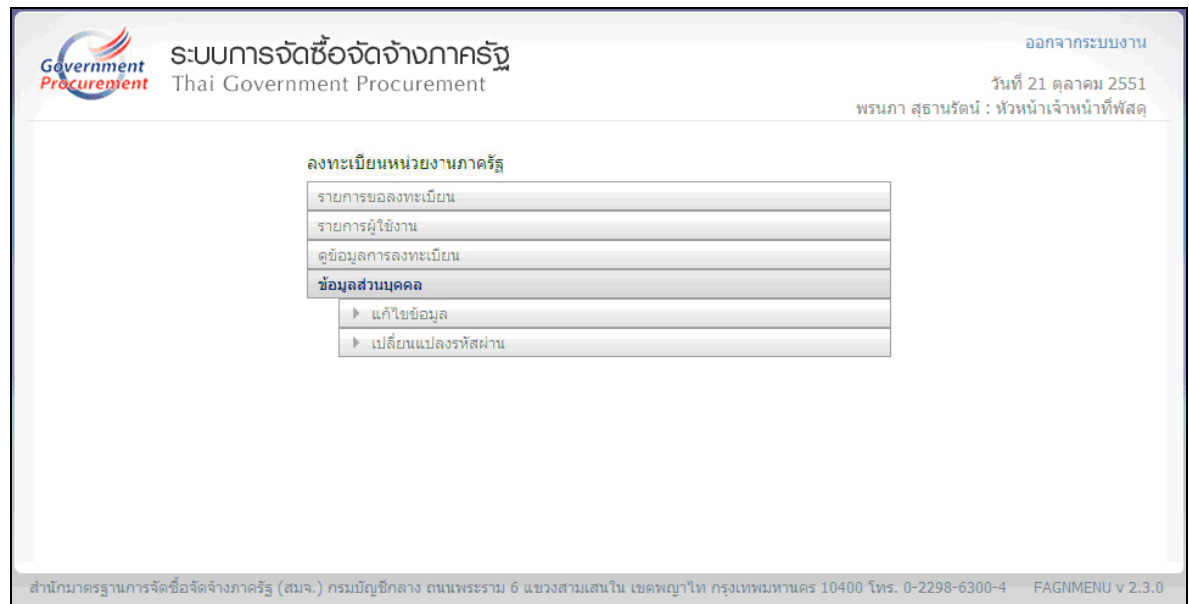 Government
Procurement
ระบบการจัดซื้อจัดจ้างภาครัฐ
Thai Government Procurement
ออกจากระบบงาน
วันที่ 21 ตุลาคม 2551
พรนภา สุธานรัตน์ : หัวหน้าเจ้าหน้าที่พัสดุ
ลงทะเบียนหน่วยงานภาครัฐ
รายการขอลงทะเบียน
รายการผู้ใช้งาน
ดูข้อมูลการลงทะเบียน
ข้อมูลส่วนบุคคล
แก้ไขข้อมูล
เปลี่ยนแปลงรหัสผ่าน
สำนักมาตรฐานการจัดซื้อจัดจ้างภาครัฐ (สมจ.) กรมบัญชีกลาง ถนนพระราม 6 แขวงสามเสนใน เขตพญาไท กรุงเทพมหานคร 10400 โทร. 0-2298-6300-4 FAGNMENU v 2.3.0